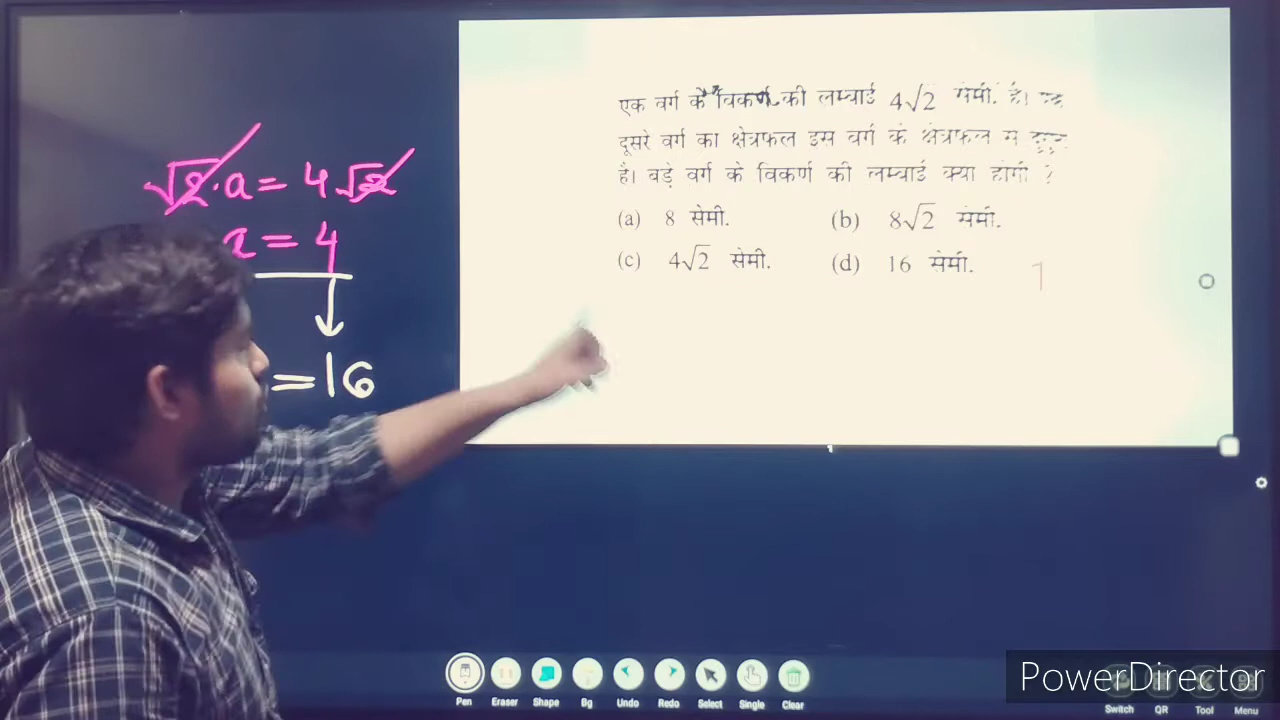 √2.a = 4√2
a = 4
= 16
एक वर्ग के विकर्ण की लम्बाई 4√2 सेमी. है।
दूसरे वर्ग का क्षेत्रफल इस वर्ग के क्षेत्रफल से
है। बड़े वर्ग के विकर्ण की लम्बाई क्या होगी ?
(a) 8 सेमी. (b) 8√2 सेमी.
(c) 4√2 सेमी. (d) 16 सेमी.
Pen Eraser Shape Bg Undo Redo Select Single Clear
Switch QR Tool Menu
PowerDirector